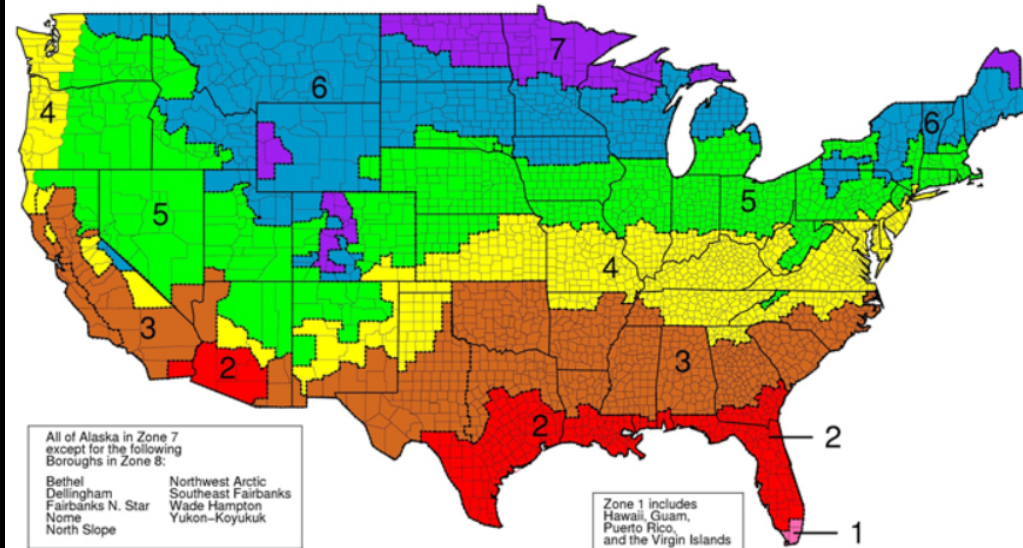 7
6
4
6
5
5
4
3
3
2
2
2
1
All of Alaska in Zone 7
except for the following
Boroughs in Zone 8:
Bethel Northwest Arctic
Dellingham Southeast Fairbanks
Fairbanks N. Star Wade Hampton
Nome Yukon-Koyukuk
North Slope
Zone 1 includes
Hawaii, Guam,
Puerto Rico,
and the Virgin Islands